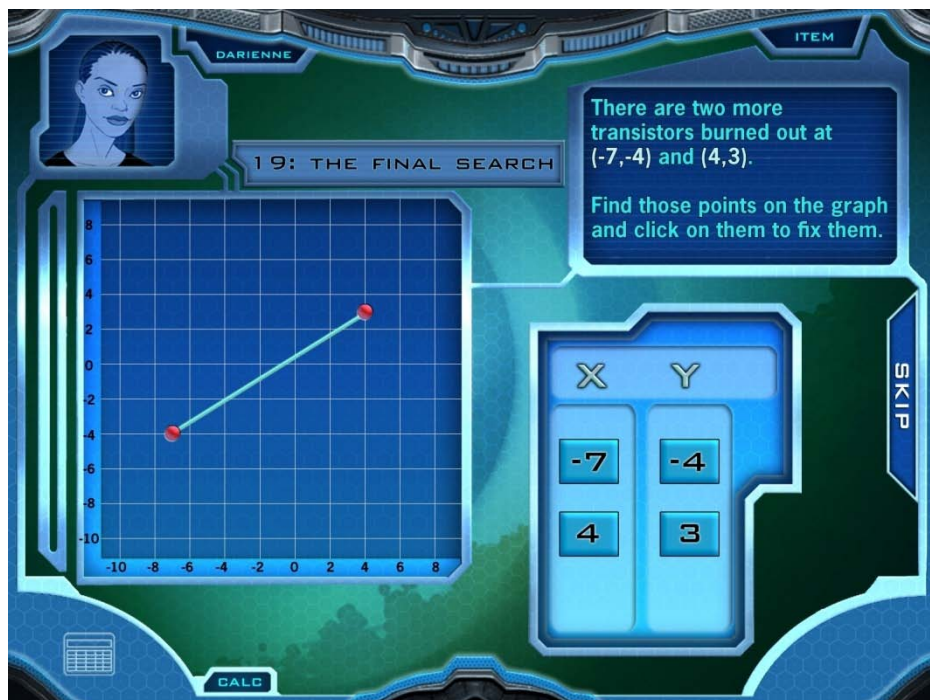 DARIENNE
ITEM
There are two more
transistors burned out at
(-7,-4) and (4,3).
Find those points on the graph
and click on them to fix them.
19: THE FINAL SEARCH
8
6
4
2
0
-2
-4
-6
-8
-10
-10 -8 -6 -4 -2 0 2 4 6 8
X Y
-7 -4
4 3
SKIP
CALC